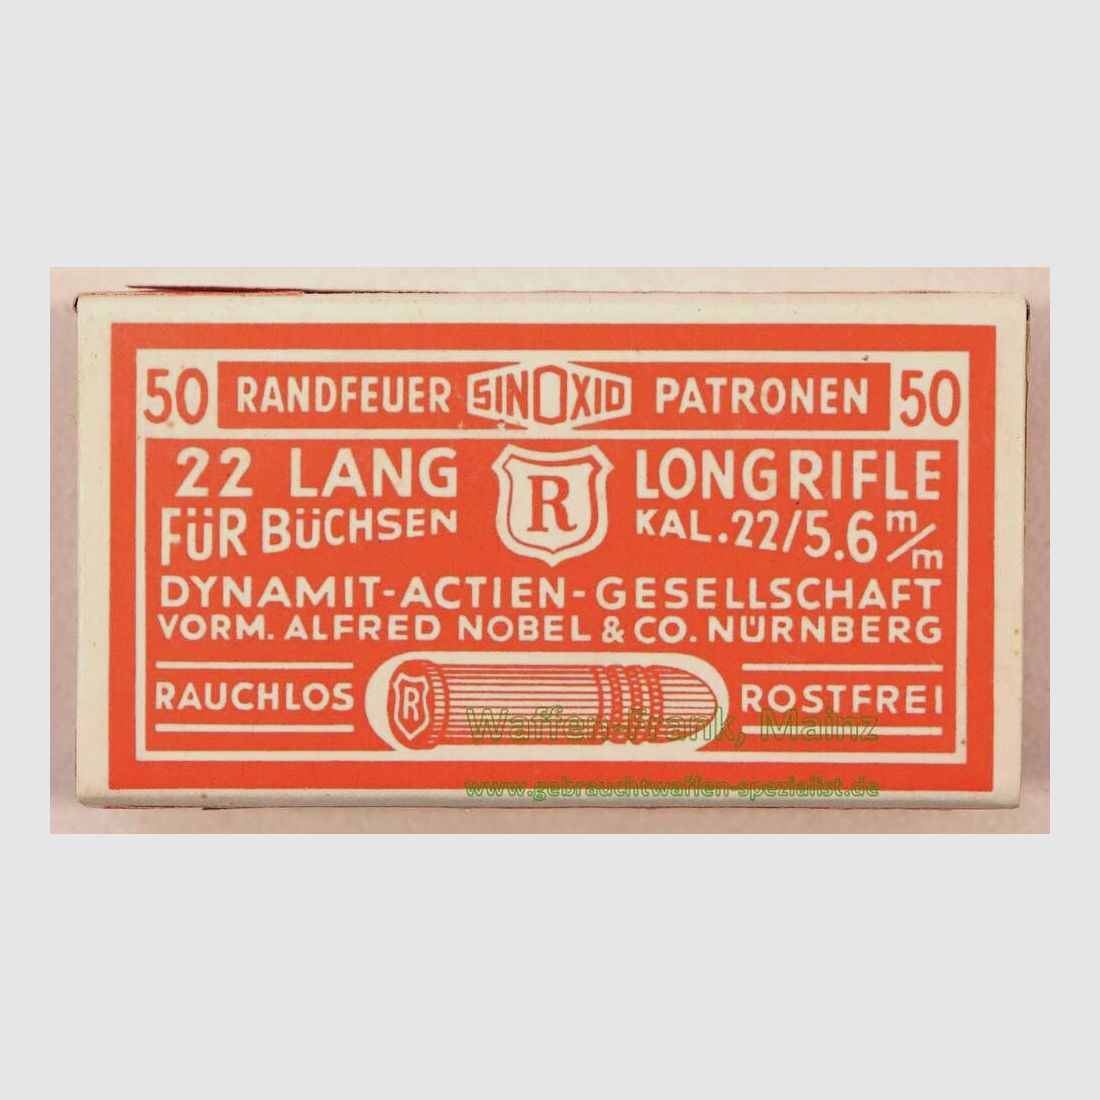 50 RANDFEUER SINOXID PATRONEN 50
22 LANG R LONGRIFLE
FÜR BÜCHSEN KAL.22/5.6 m/m
DYNAMIT-ACTIEN-GESELLSCHAFT
VORM. ALFRED NOBEL & CO. NÜRNBERG
RAUCHLOS R ROSTFREI
Waffen-Frank, Mainz
www.gebrauchtwaffen-spezialist.de